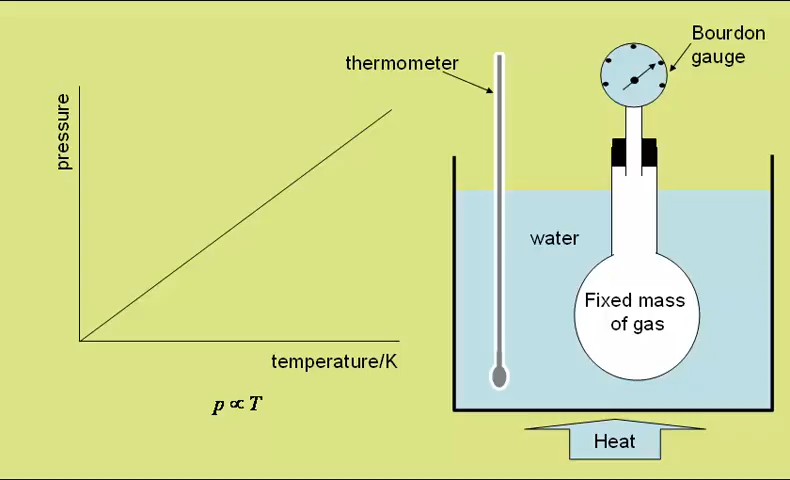 Bourdon
gauge
thermometer
pressure
water
Fixed mass
of gas
temperature/K
p ∝ T
Heat